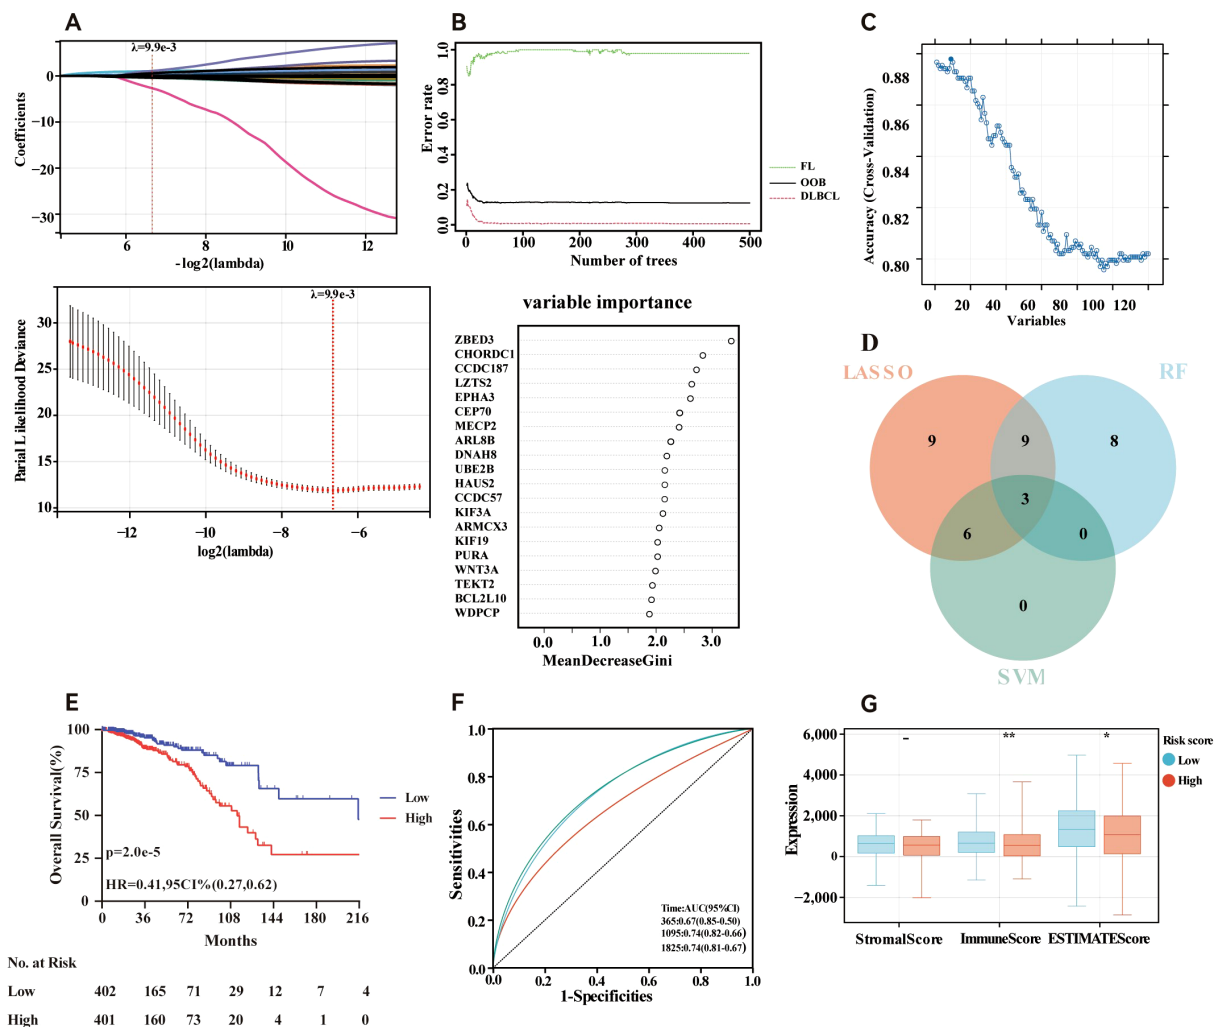 A
λ=9.9e-3
Coefficients
0
−10
−20
−30
6
8
10
12
-log2(lambda)
λ=9.9e-3
Parial Likelihood Deviance
30
25
20
15
10
−12
−10
−8
−6
log2(lambda)
B
Error rate
1.0
0.8
0.6
0.4
0.2
0.0
0
100
200
300
400
500
Number of trees
FL
OOB
DLBCL
variable importance
ZBED3
CHORDC1
CCDC187
LZTS2
EPHA3
CEP70
MECP2
ARL8B
DNAH8
UBE2B
HAUS2
CCDC57
KIF3A
ARMCX3
KIF19
PURA
WNT3A
TEKT2
BCL2L10
WDPCP
0.0
1.0
2.0
3.0
MeanDecreaseGini
C
Accuracy (Cross-Validation)
0.88
0.86
0.84
0.82
0.80
0
20
40
60
80
100
120
Variables
D
LASSO
RF
9
9
8
3
6
0
0
SVM
E
Overall Survival(%)
100
75
50
25
0
p=2.0e-5
HR=0.41,95CI%(0.27,0.62)
0
36
72
108
144
180
216
Months
Low
High
No. at Risk
Low 402 165 71 29 12 7 4
High 401 160 73 20 4 1 0
F
Sensitivities
1.0
0.8
0.6
0.4
0.2
0.0
0.0
0.2
0.4
0.6
0.8
1.0
1-Specificities
Time:AUC(95%CI)
365:0.67(0.85-0.50)
1095:0.74(0.82-0.66)
1825:0.74(0.81-0.67)
G
Expression
6,000
4,000
2,000
0
−2,000
-
**
*
StromalScore
ImmuneScore
ESTIMATEScore
Risk score
Low
High